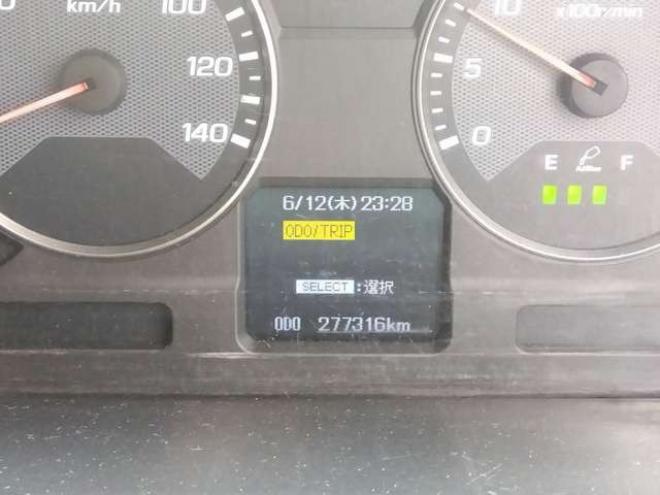 km/h
100
120
140
10
x100r/min
5
0
E
AdBlue
F
6/12(木)23:28
ODO/TRIP
SELECT:選択
ODO 277316km